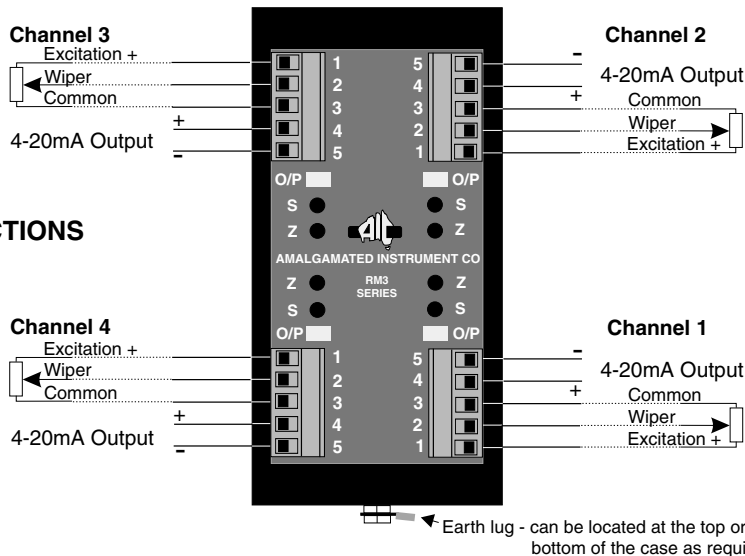 Channel 3
Excitation +
Wiper
Common
+
4-20mA Output
-
1
2
3
4
5
Channel 2
5
4
3
2
1
-
4-20mA Output
+
Common
Wiper
Excitation +
O/P O/P
S S
Z Z
CTIONS
AIC
AMALGAMATED INSTRUMENT CO
Z RM3 Z
SERIES
S S
O/P O/P
Channel 4
Excitation +
Wiper
Common
+
4-20mA Output
-
1
2
3
4
5
Channel 1
5
4
3
2
1
-
4-20mA Output
+
Common
Wiper
Excitation +
Earth lug - can be located at the top or
bottom of the case as requi